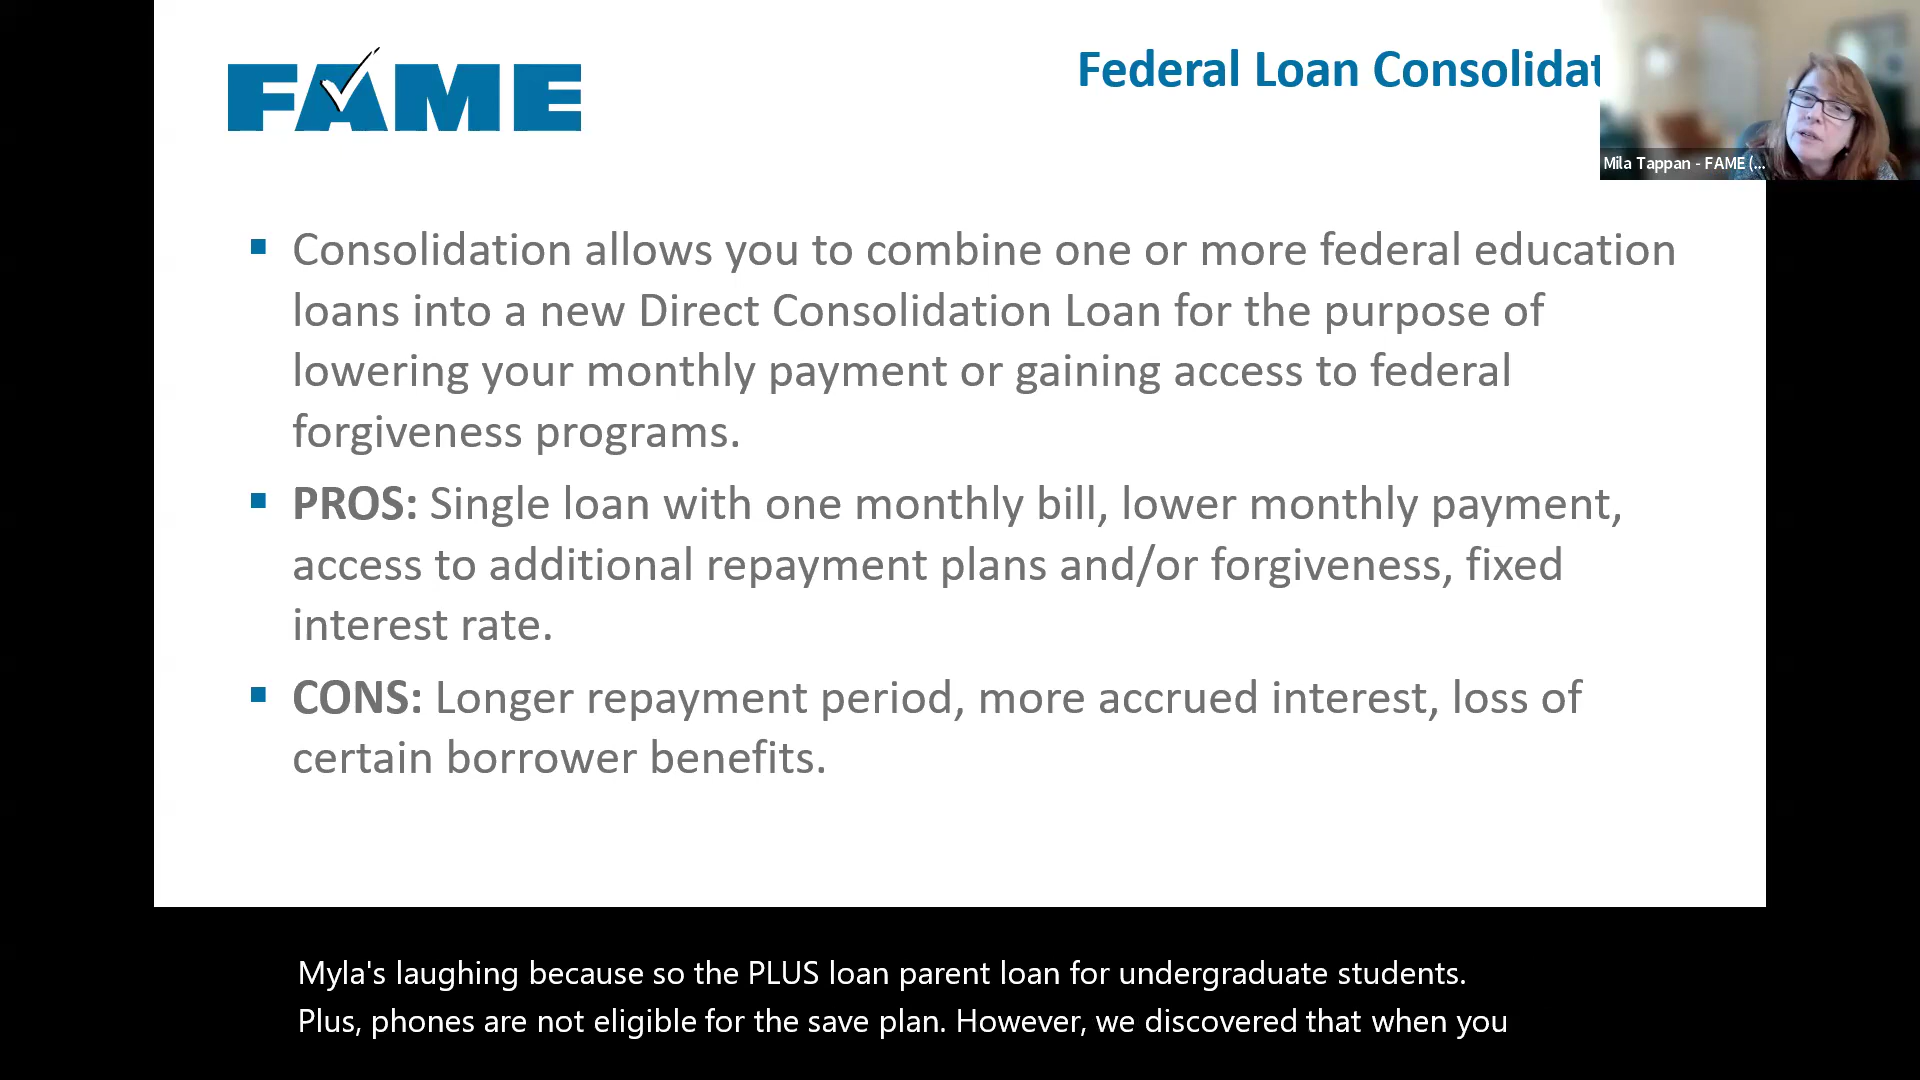 FAME
Federal Loan Consolidat
Mila Tappan - FAME (...
▪ Consolidation allows you to combine one or more federal education
loans into a new Direct Consolidation Loan for the purpose of
lowering your monthly payment or gaining access to federal
forgiveness programs.
▪ PROS: Single loan with one monthly bill, lower monthly payment,
access to additional repayment plans and/or forgiveness, fixed
interest rate.
▪ CONS: Longer repayment period, more accrued interest, loss of
certain borrower benefits.
Myla's laughing because so the PLUS loan parent loan for undergraduate students.
Plus, phones are not eligible for the save plan. However, we discovered that when you